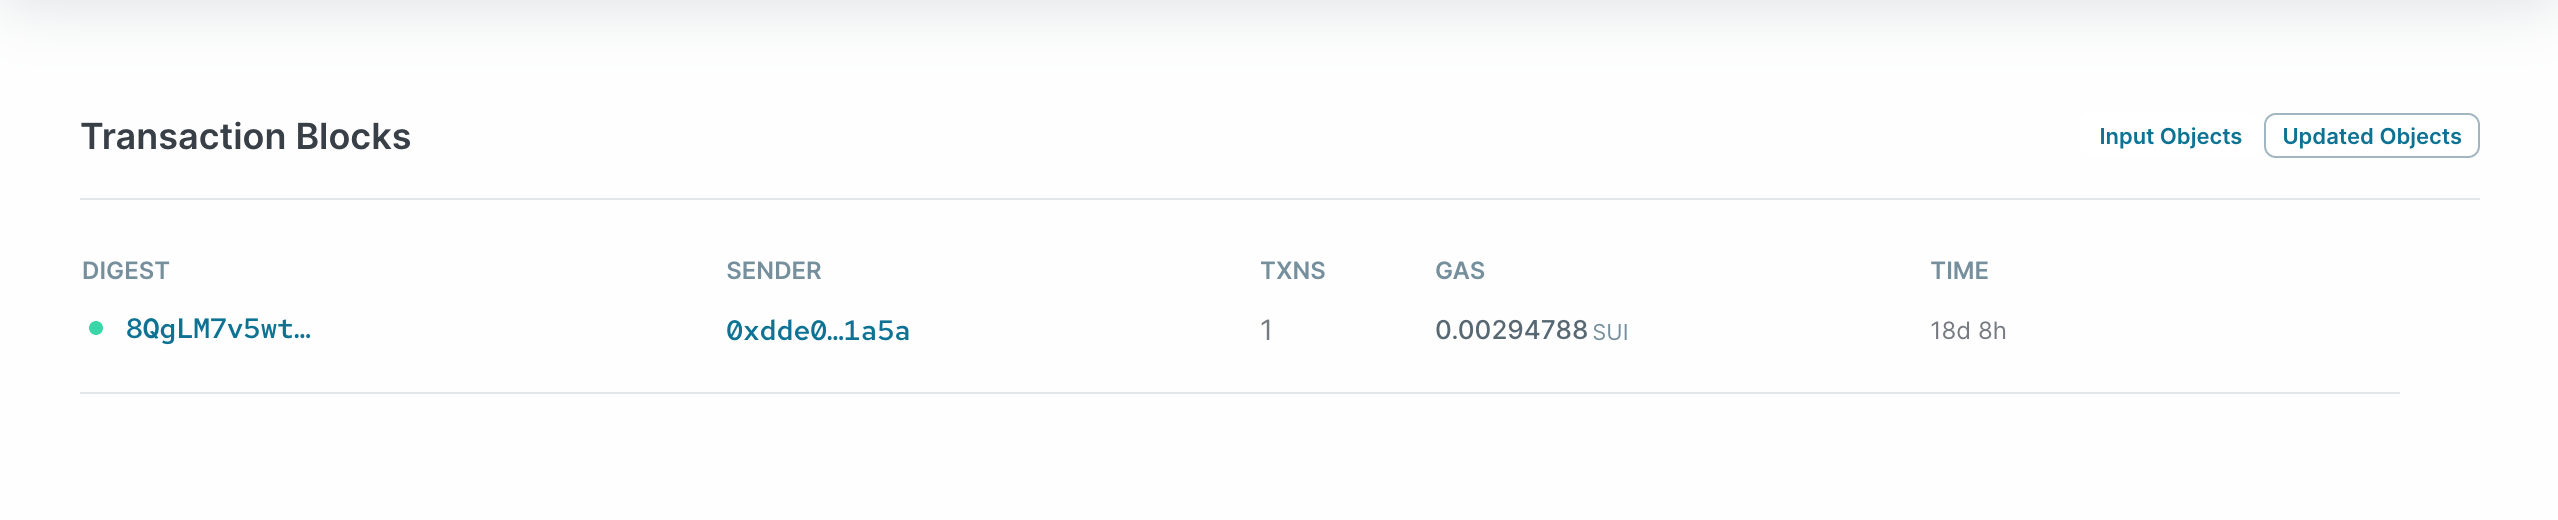 Transaction Blocks
Input Objects Updated Objects
DIGEST SENDER TXNS GAS TIME
8QgLM7v5wt… 0xdde0…1a5a 1 0.00294788 SUI 18d 8h